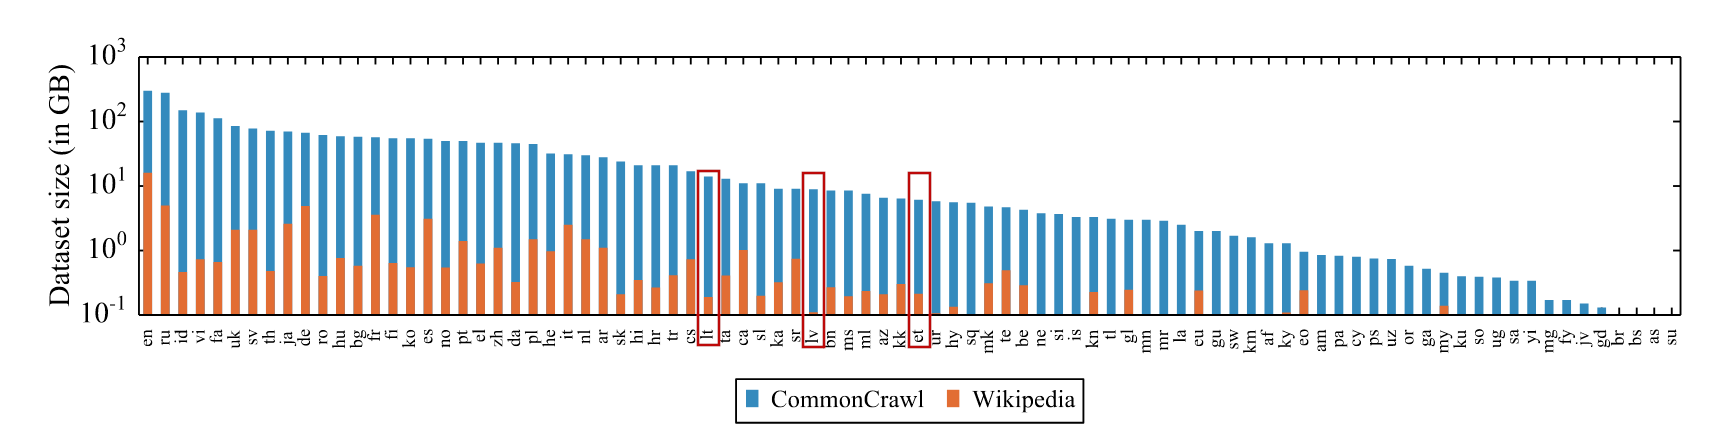 Dataset size (in GB)
10³
10²
10¹
10⁰
10⁻¹
en ru id vi fa uk sv th ja de ro hu bg fr fi ko es no pt el zh da pl he it nl ar sk hi hr tr cs lt ta ca sl ka sr lv bn ms ml az kk et ur hy sq mk te be ne si is kn tl gl mn mr la eu gu sw km af ky eo am pa cy ps uz or ga my ku so ug sa yi mg fy jv gd br bs as su
CommonCrawl Wikipedia